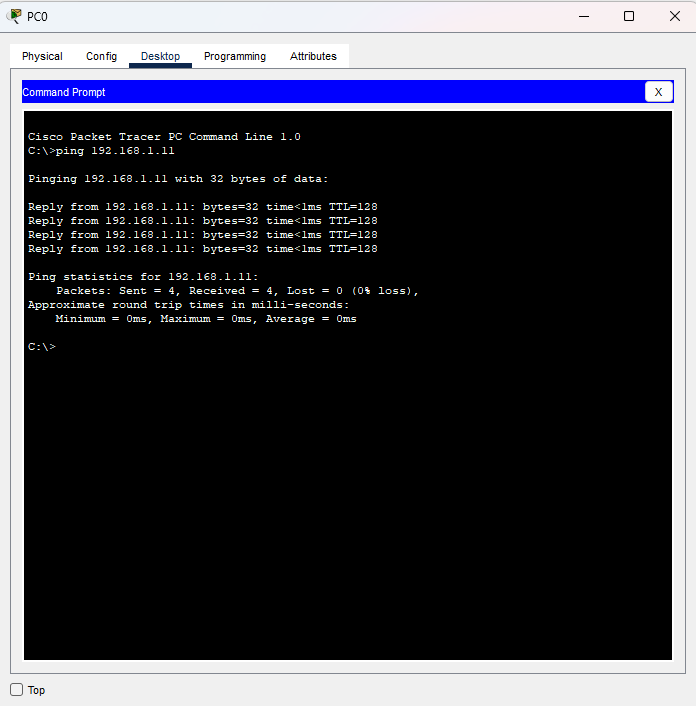 PC0
Physical Config Desktop Programming Attributes
Command Prompt X
Cisco Packet Tracer PC Command Line 1.0
C:\>ping 192.168.1.11
Pinging 192.168.1.11 with 32 bytes of data:
Reply from 192.168.1.11: bytes=32 time<1ms TTL=128
Reply from 192.168.1.11: bytes=32 time<1ms TTL=128
Reply from 192.168.1.11: bytes=32 time<1ms TTL=128
Reply from 192.168.1.11: bytes=32 time<1ms TTL=128
Ping statistics for 192.168.1.11:
Packets: Sent = 4, Received = 4, Lost = 0 (0% loss),
Approximate round trip times in milli-seconds:
Minimum = 0ms, Maximum = 0ms, Average = 0ms
C:\>
Top